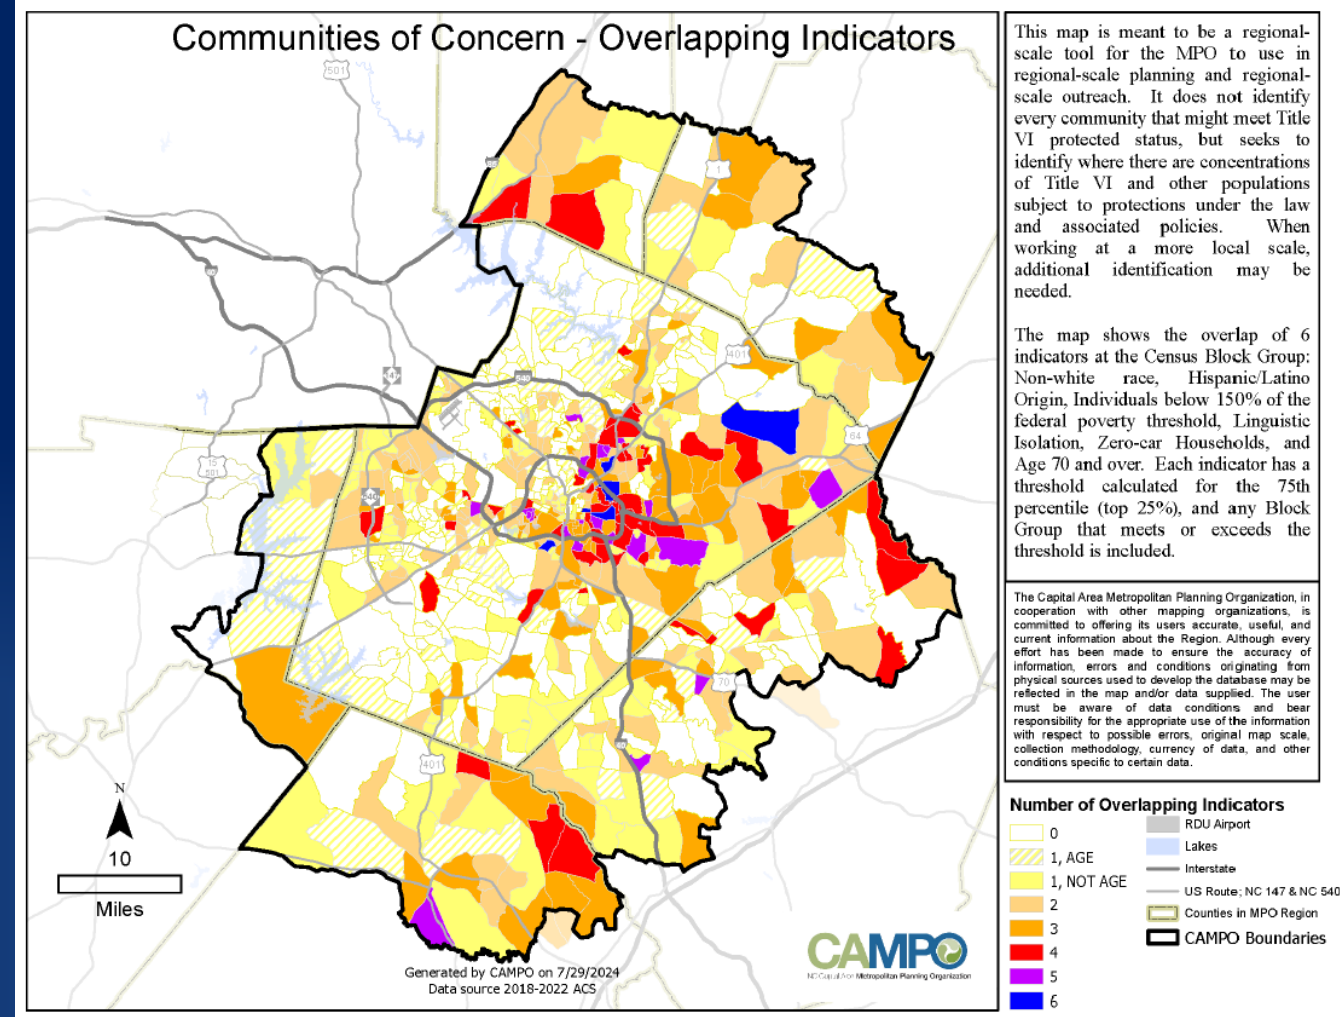 Communities of Concern - Overlapping Indicators
501
1
401
64
147
540
15
501
540
40
70
401
N
10
Miles
Generated by CAMPO on 7/29/2024
Data source 2018-2022 ACS
CAMPO
NC Capital Area Metropolitan Planning Organization
This map is meant to be a regional-
scale tool for the MPO to use in
regional-scale planning and regional-
scale outreach. It does not identify
every community that might meet Title
VI protected status, but seeks to
identify where there are concentrations
of Title VI and other populations
subject to protections under the law
and associated policies. When
working at a more local scale,
additional identification may be
needed.
The map shows the overlap of 6
indicators at the Census Block Group:
Non-white race, Hispanic/Latino
Origin, Individuals below 150% of the
federal poverty threshold, Linguistic
Isolation, Zero-car Households, and
Age 70 and over. Each indicator has a
threshold calculated for the 75th
percentile (top 25%), and any Block
Group that meets or exceeds the
threshold is included.
The Capital Area Metropolitan Planning Organization, in
cooperation with other mapping organizations, is
committed to offering its users accurate, useful, and
current information about the Region. Although every
effort has been made to ensure the accuracy of
information, errors and conditions originating from
physical sources used to develop the database may be
reflected in the map and/or data supplied. The user
must be aware of data conditions and bear
responsibility for the appropriate use of the information
with respect to possible errors, original map scale,
collection methodology, currency of data, and other
conditions specific to certain data.
Number of Overlapping Indicators
0
1, AGE
1, NOT AGE
2
3
4
5
6
RDU Airport
Lakes
Interstate
US Route; NC 147 & NC 540
Counties in MPO Region
CAMPO Boundaries